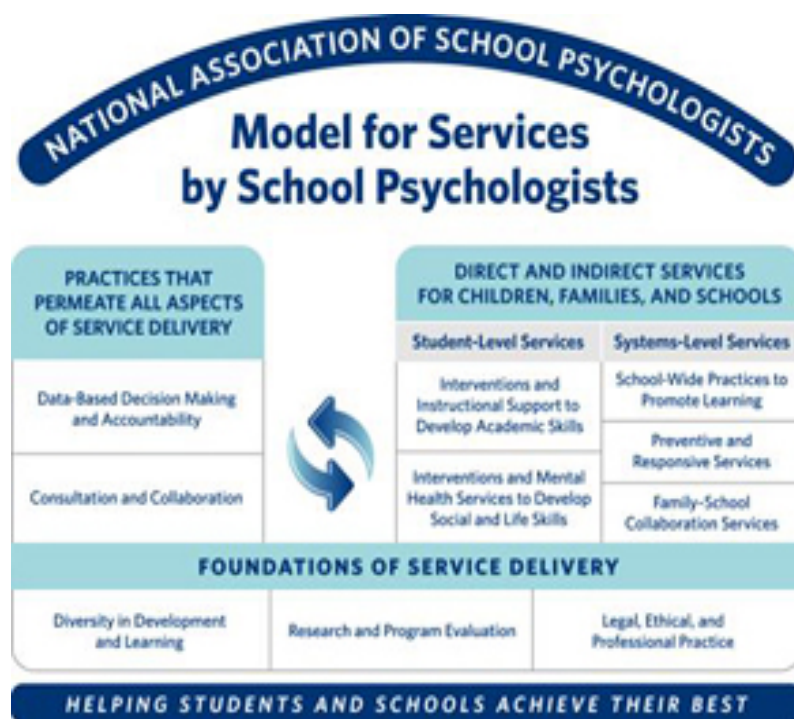 NATIONAL ASSOCIATION OF SCHOOL PSYCHOLOGISTS
Model for Services
by School Psychologists
PRACTICES THAT
PERMEATE ALL ASPECTS
OF SERVICE DELIVERY
Data-Based Decision Making
and Accountability
Consultation and Collaboration
DIRECT AND INDIRECT SERVICES
FOR CHILDREN, FAMILIES, AND SCHOOLS
Student-Level Services
Interventions and
Instructional Support to
Develop Academic Skills
Interventions and Mental
Health Services to Develop
Social and Life Skills
Systems-Level Services
School-Wide Practices to
Promote Learning
Preventive and
Responsive Services
Family–School
Collaboration Services
FOUNDATIONS OF SERVICE DELIVERY
Diversity in Development
and Learning
Research and Program Evaluation
Legal, Ethical, and
Professional Practice
HELPING STUDENTS AND SCHOOLS ACHIEVE THEIR BEST